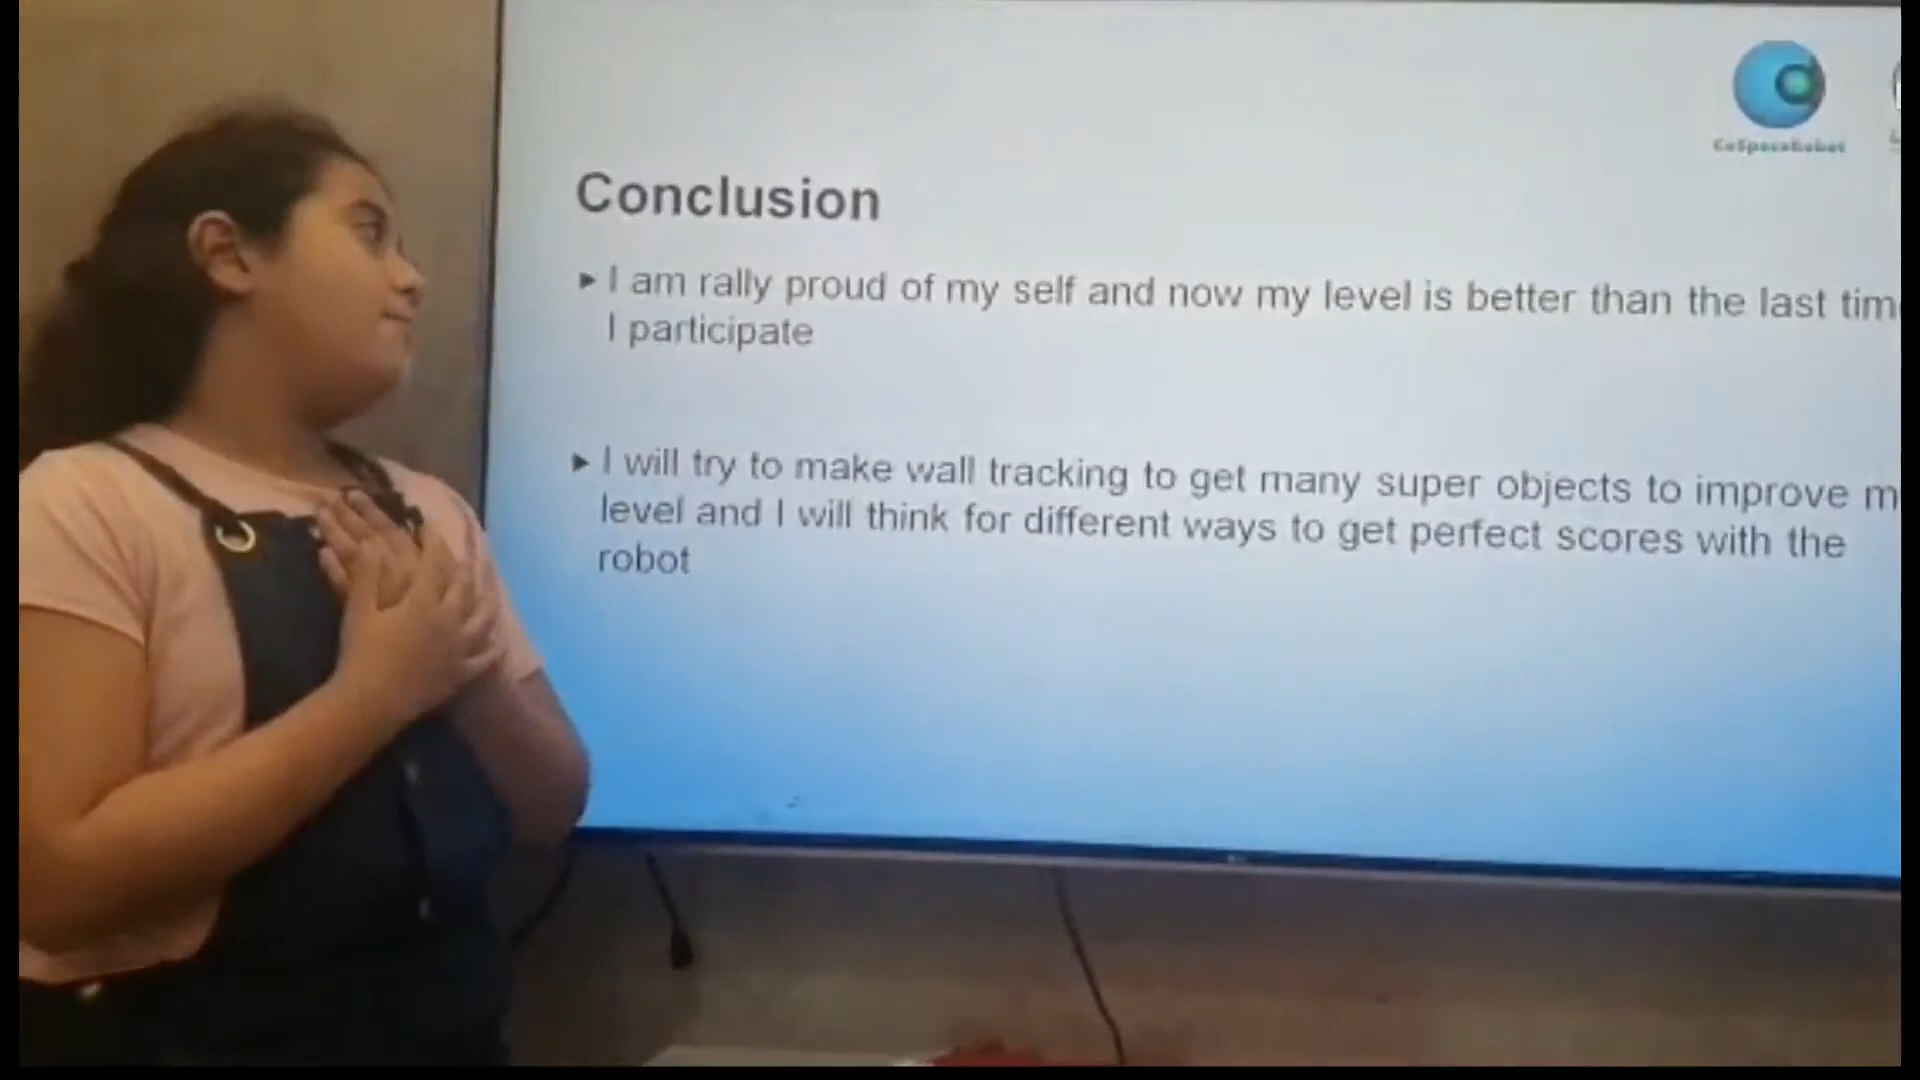 CoSpaceRobot
Conclusion
I am rally proud of my self and now my level is better than the last tim
I participate
I will try to make wall tracking to get many super objects to improve m
level and I will think for different ways to get perfect scores with the
robot